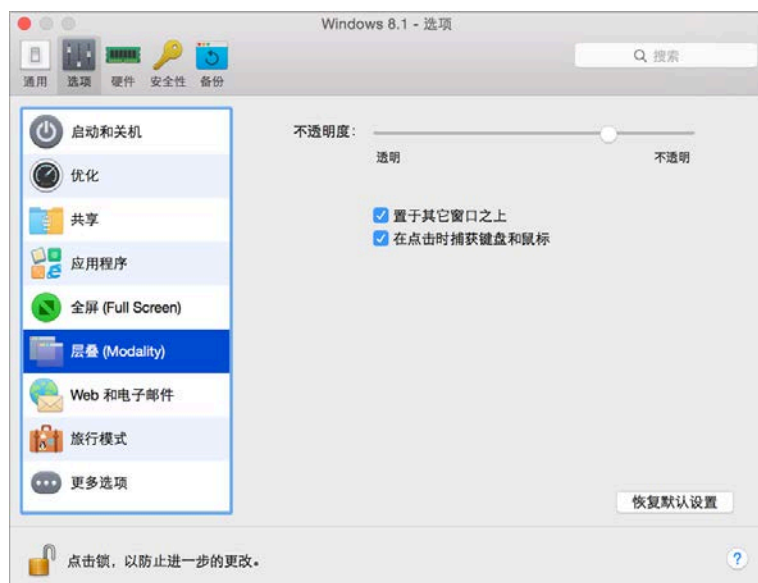 Windows 8.1 - 选项
通用 选项 硬件 安全性 备份
搜索
启动和关机
优化
共享
应用程序
全屏 (Full Screen)
层叠 (Modality)
Web 和电子邮件
旅行模式
更多选项
不透明度：
透明 不透明
置于其它窗口之上
在点击时捕获键盘和鼠标
恢复默认设置
点击锁，以防止进一步的更改。
?